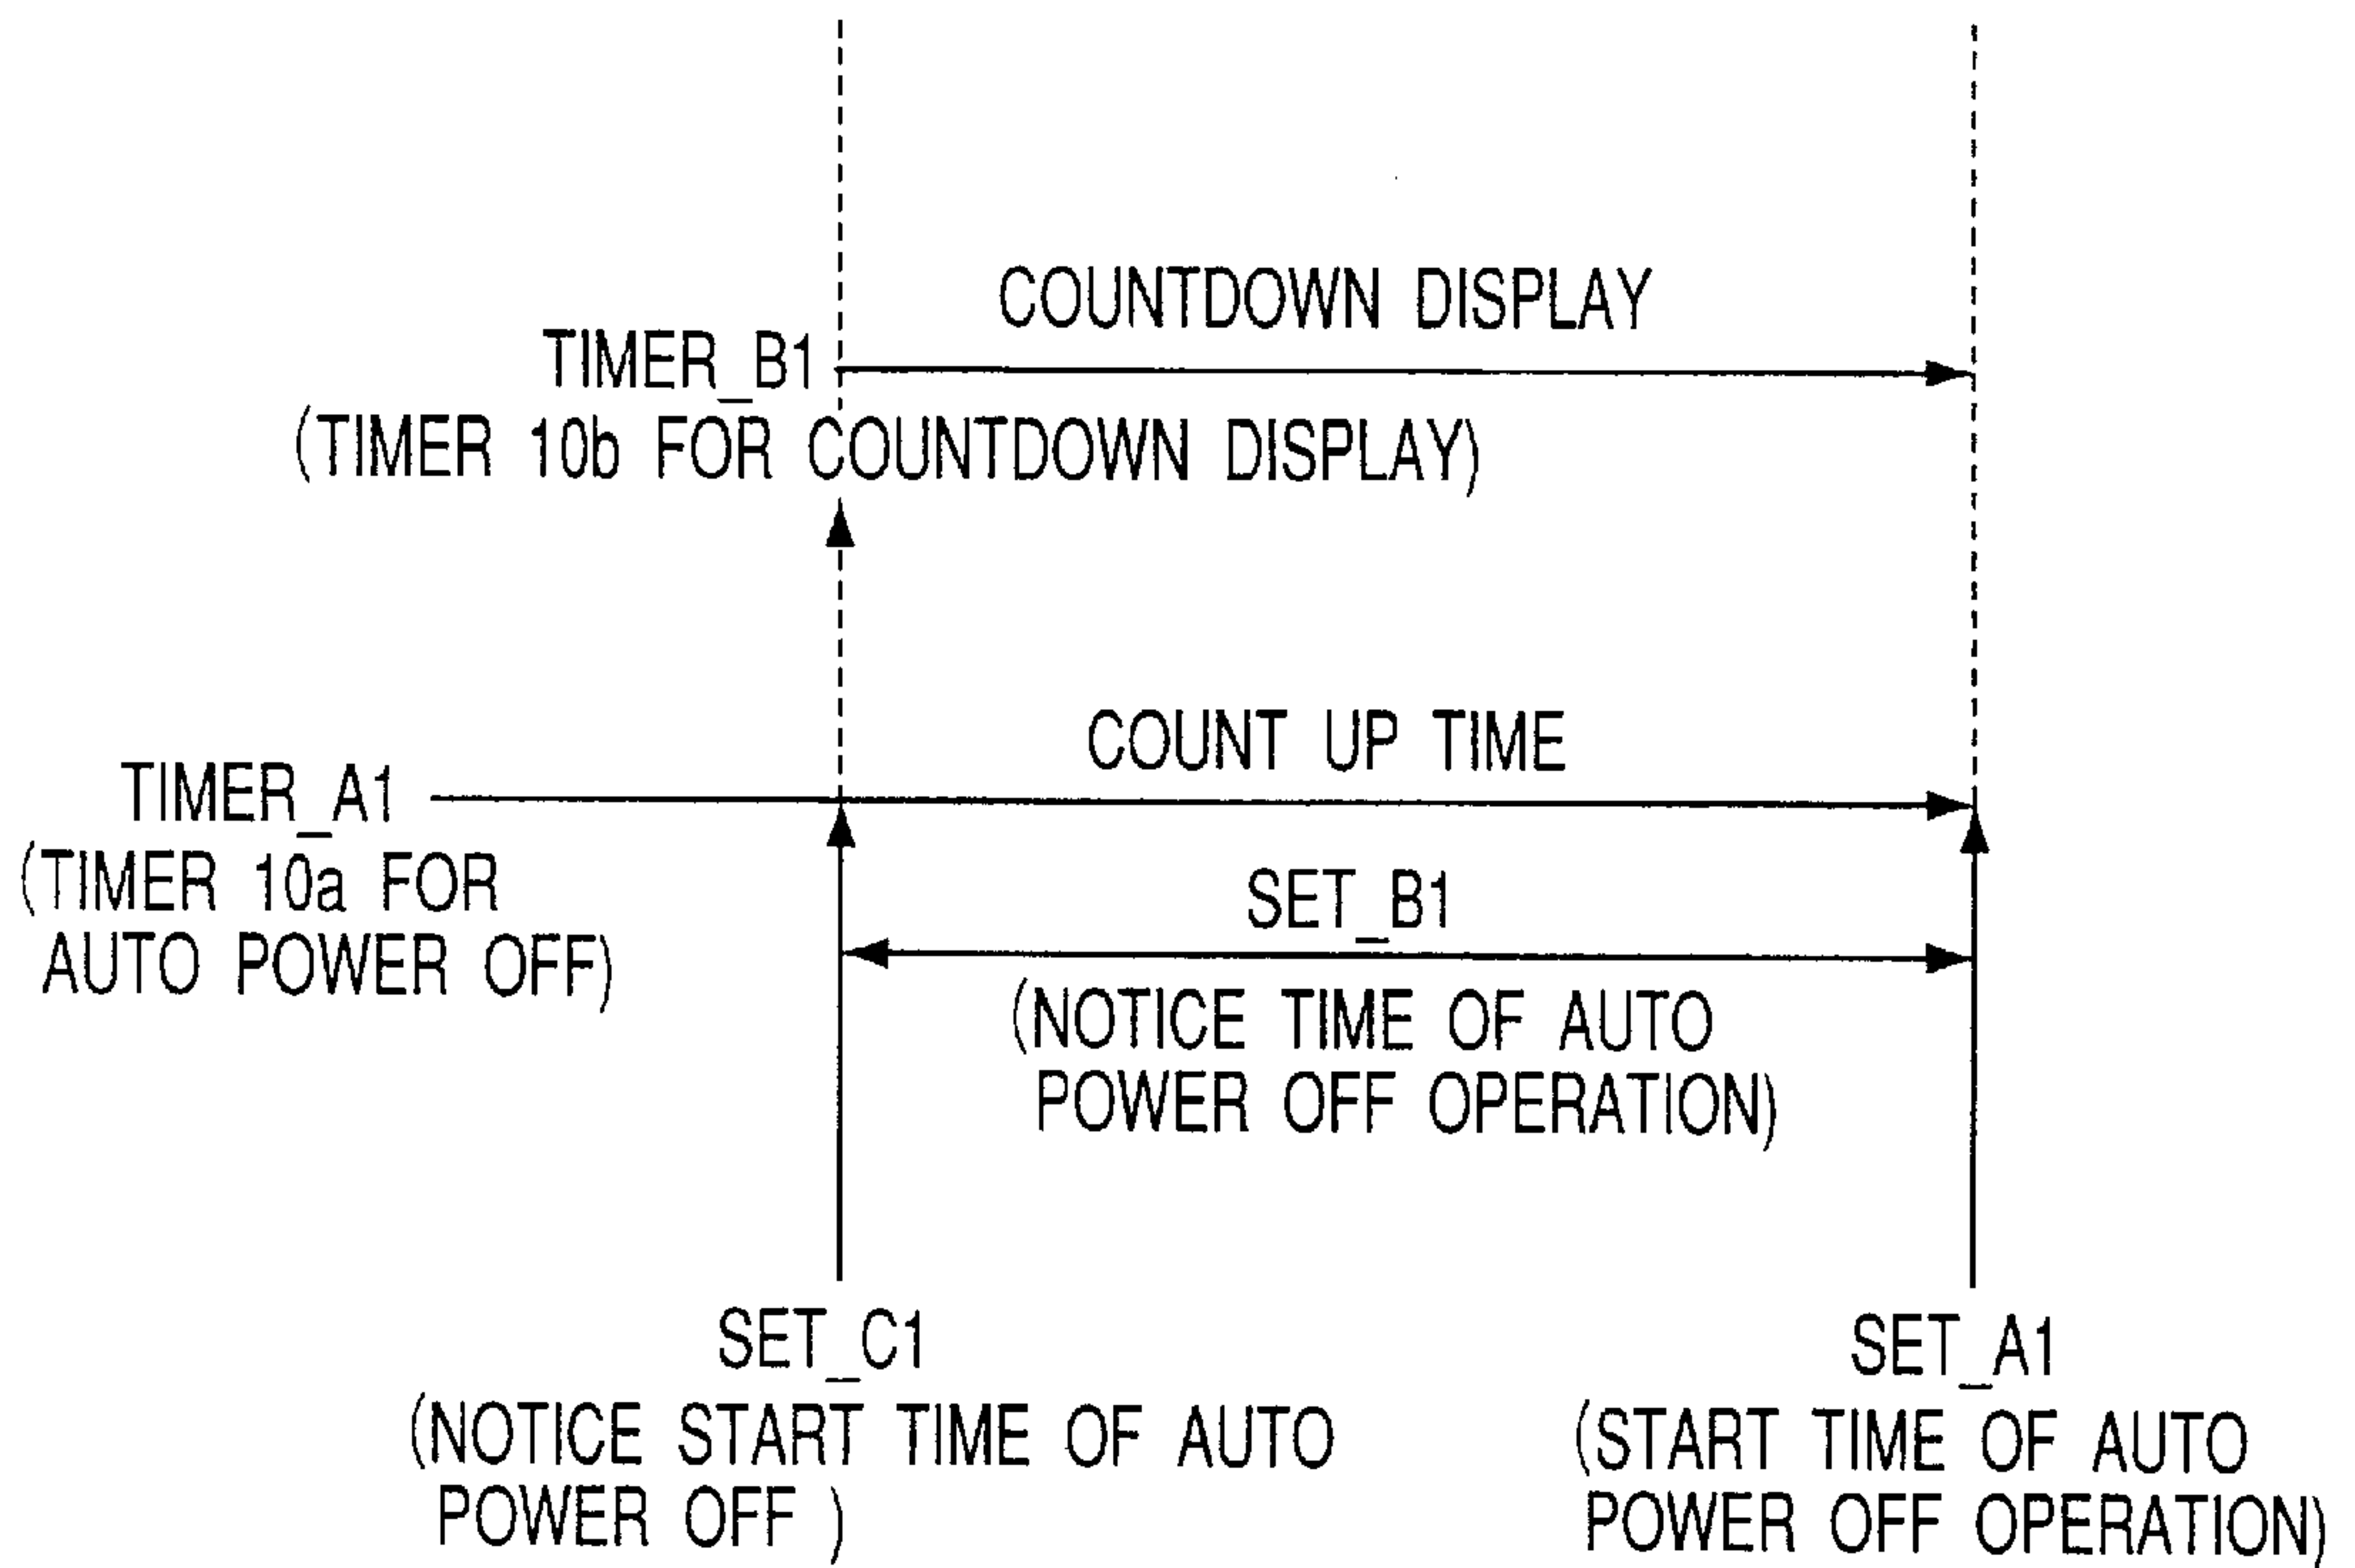 COUNTDOWN DISPLAY
TIMER_B1
(TIMER 10b FOR COUNTDOWN DISPLAY)
COUNT UP TIME
TIMER_A1
(TIMER 10a FOR
AUTO POWER OFF)
SET_B1
(NOTICE TIME OF AUTO
POWER OFF OPERATION)
SET_C1
(NOTICE START TIME OF AUTO
POWER OFF )
SET_A1
(START TIME OF AUTO
POWER OFF OPERATION)